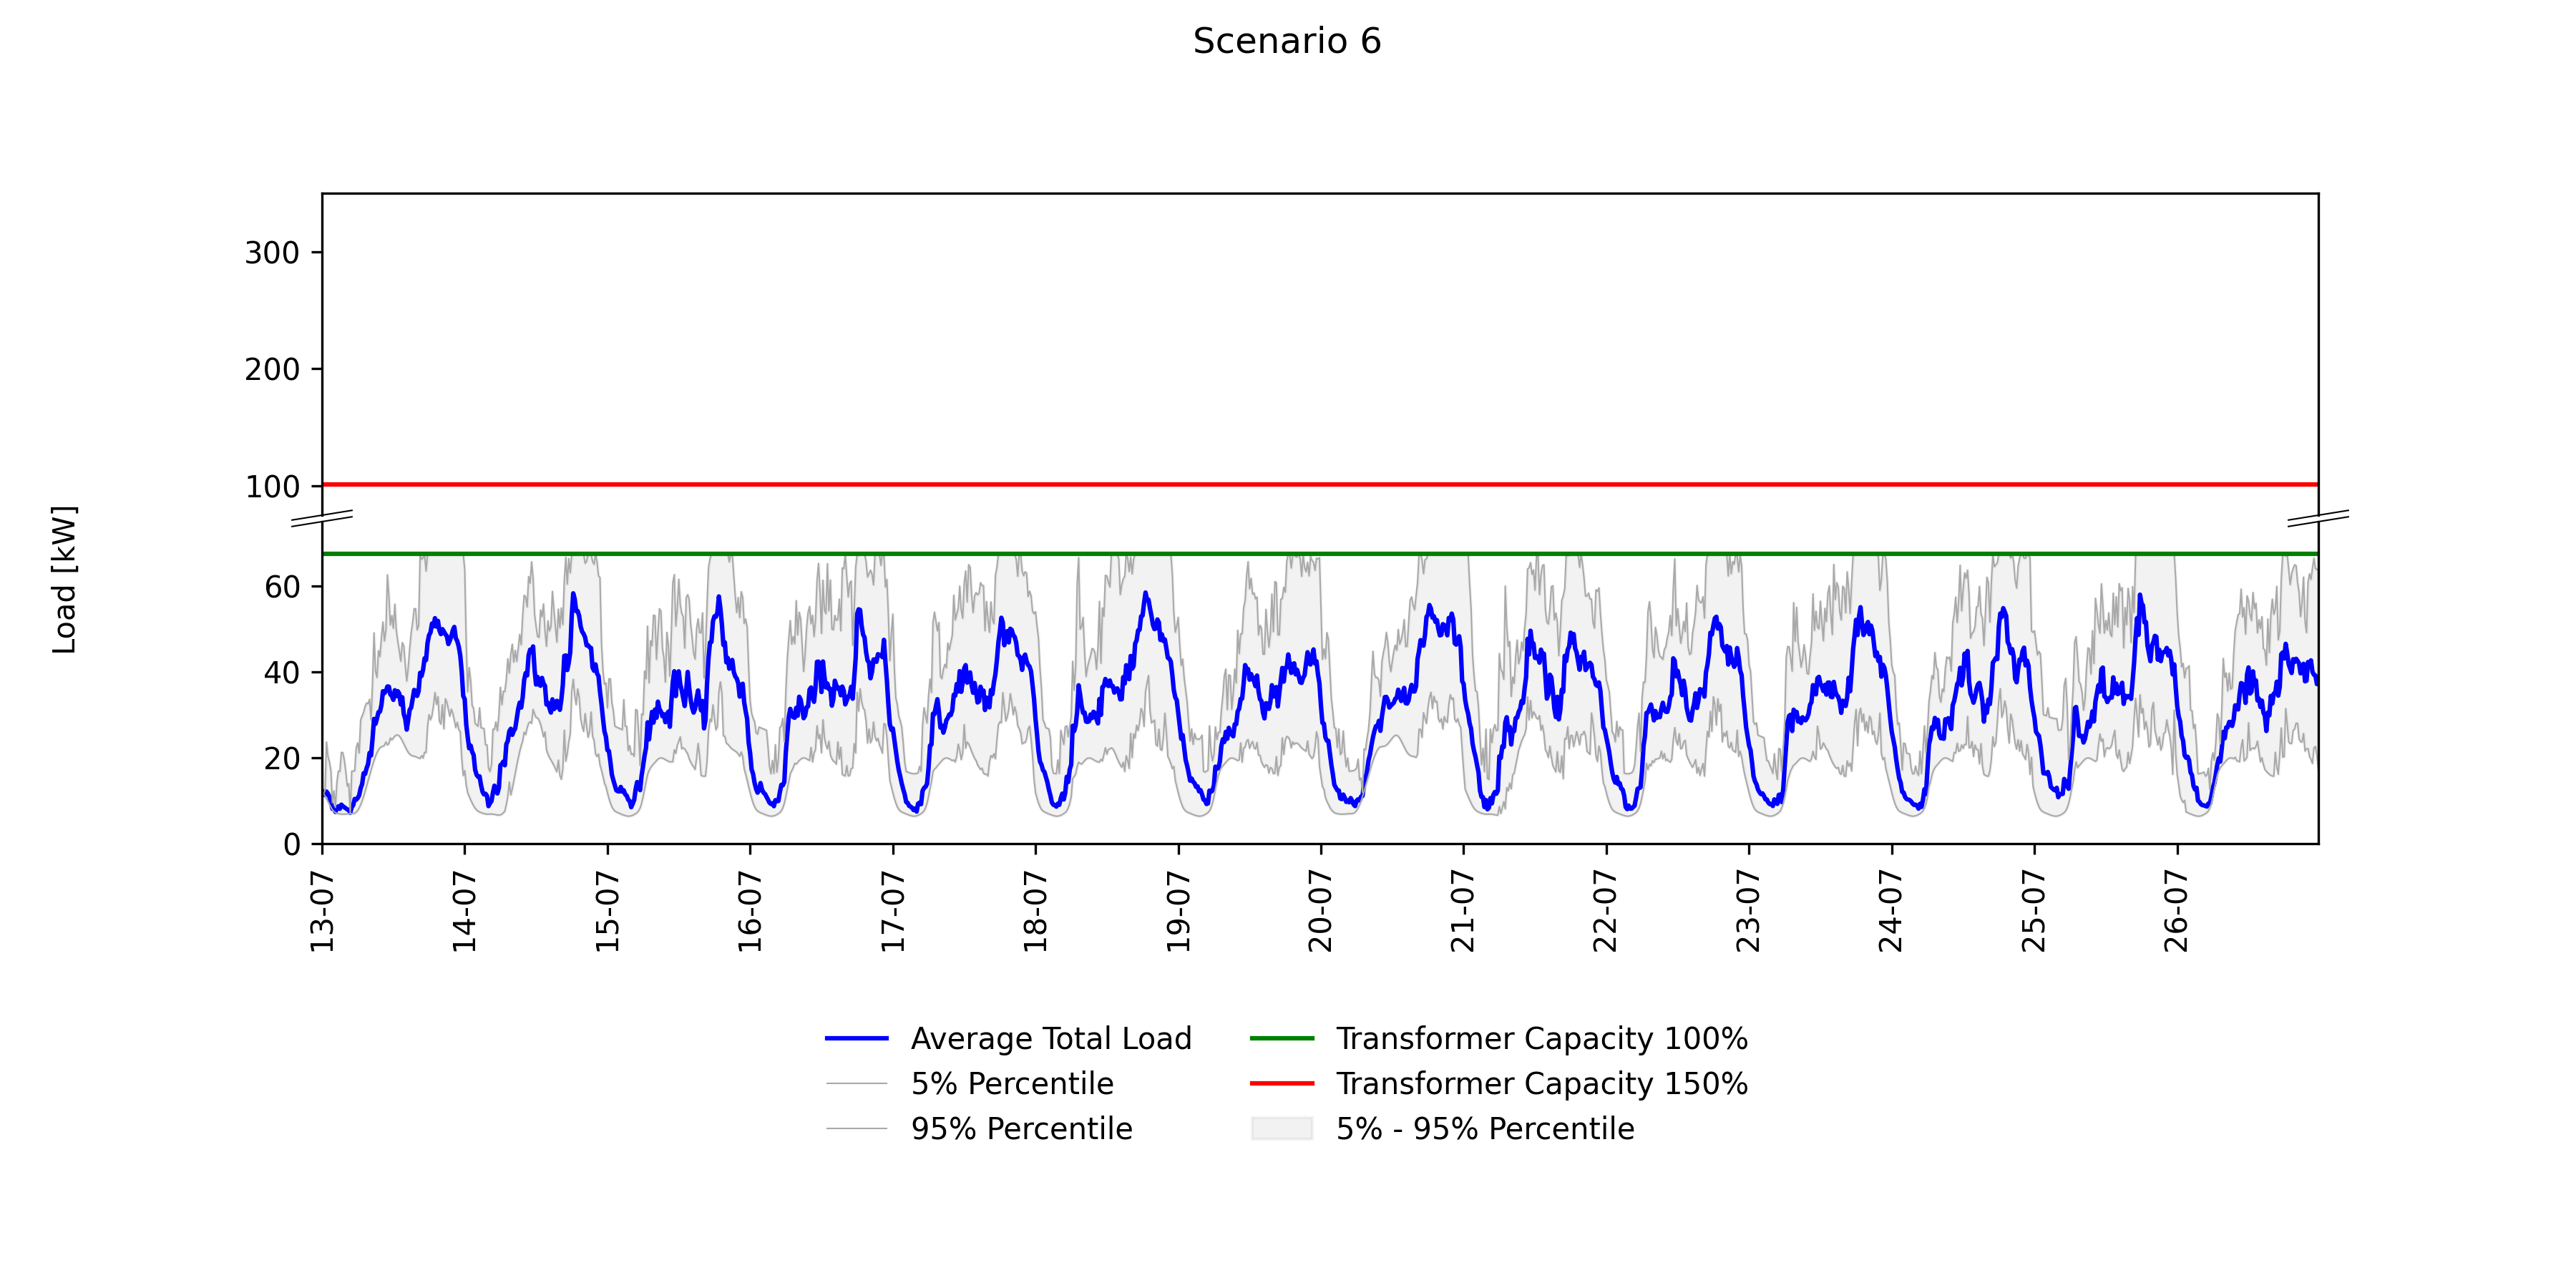 Scenario 6
Load [kW]
300
200
100
60
40
20
0
13-07
14-07
15-07
16-07
17-07
18-07
19-07
20-07
21-07
22-07
23-07
24-07
25-07
26-07
Average Total Load
5% Percentile
95% Percentile
Transformer Capacity 100%
Transformer Capacity 150%
5% - 95% Percentile